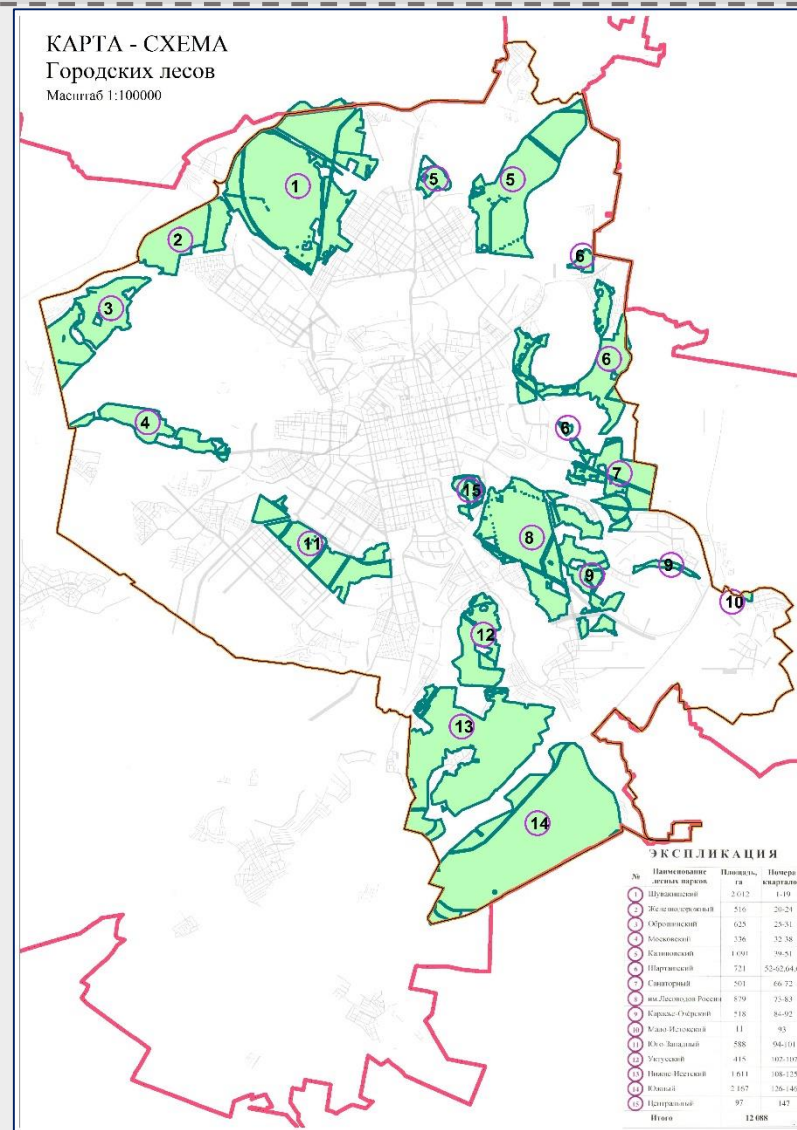 КАРТА - СХЕМА
Городских лесов
Масштаб 1:100000
1
5
5
2
6
3
6
4
6
7
15
8
11
9
9
10
12
13
14
ЭКСПЛИКАЦИЯ
№ Наименование лесных парков Площадь, га Номера
1 Шувакишский 2 012 1-19
2 Железнодорожный 516 20-24
3 Оброшинский 625 25-31
4 Московский 336 32-38
5 Калиновский 1 091 39-51
6 Шарташский 721
7 Санаторный 501 66-72
8 им.Лесоводов России 879 73-83
9 Карасье-Озёрский 518 84-92
10 Мало-Истокский 11 93
11 Юго-Западный 588 94-101
12 Уктусский 415
13 Нижне-Исетский 1 611 108-125
14 Южный 2 167 126-146
15 Центральный 97 147
Итого 12 088